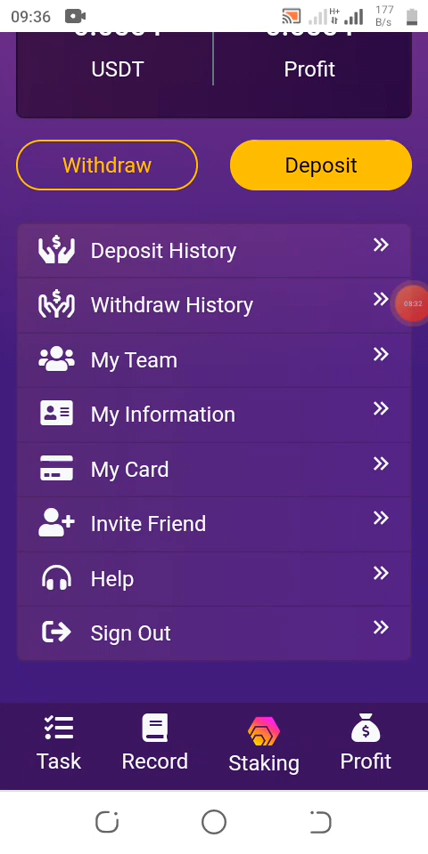 09:36 H+ 177 B/s
USDT Profit
Withdraw Deposit
Deposit History
Withdraw History
08:32
My Team
My Information
My Card
Invite Friend
Help
Sign Out
Task Record Staking Profit